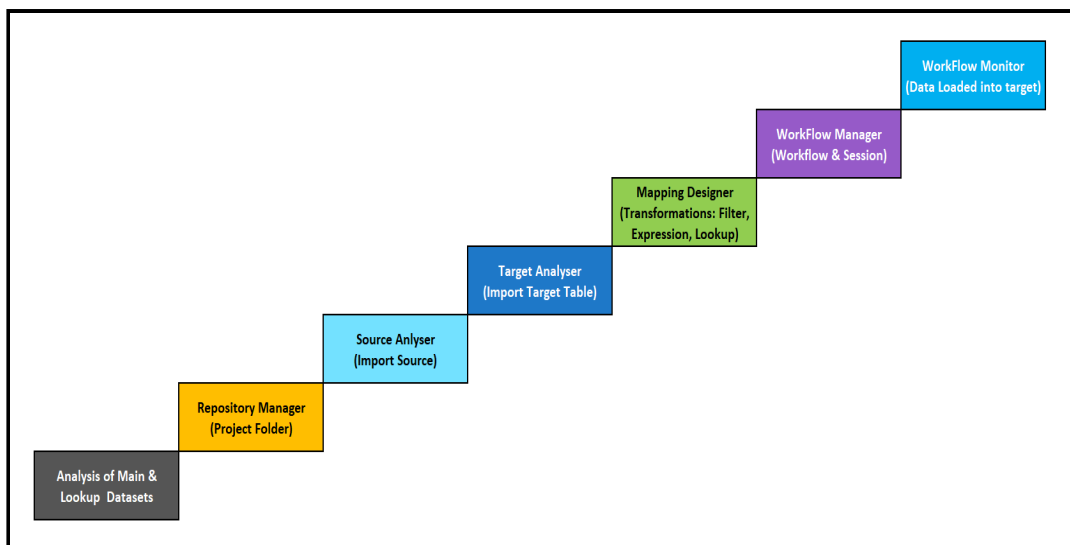 WorkFlow Monitor
(Data Loaded into target)
WorkFlow Manager
(Workflow & Session)
Mapping Designer
(Transformations: Filter,
Expression, Lookup)
Target Analyser
(Import Target Table)
Source Anlyser
(Import Source)
Repository Manager
(Project Folder)
Analysis of Main &
Lookup Datasets